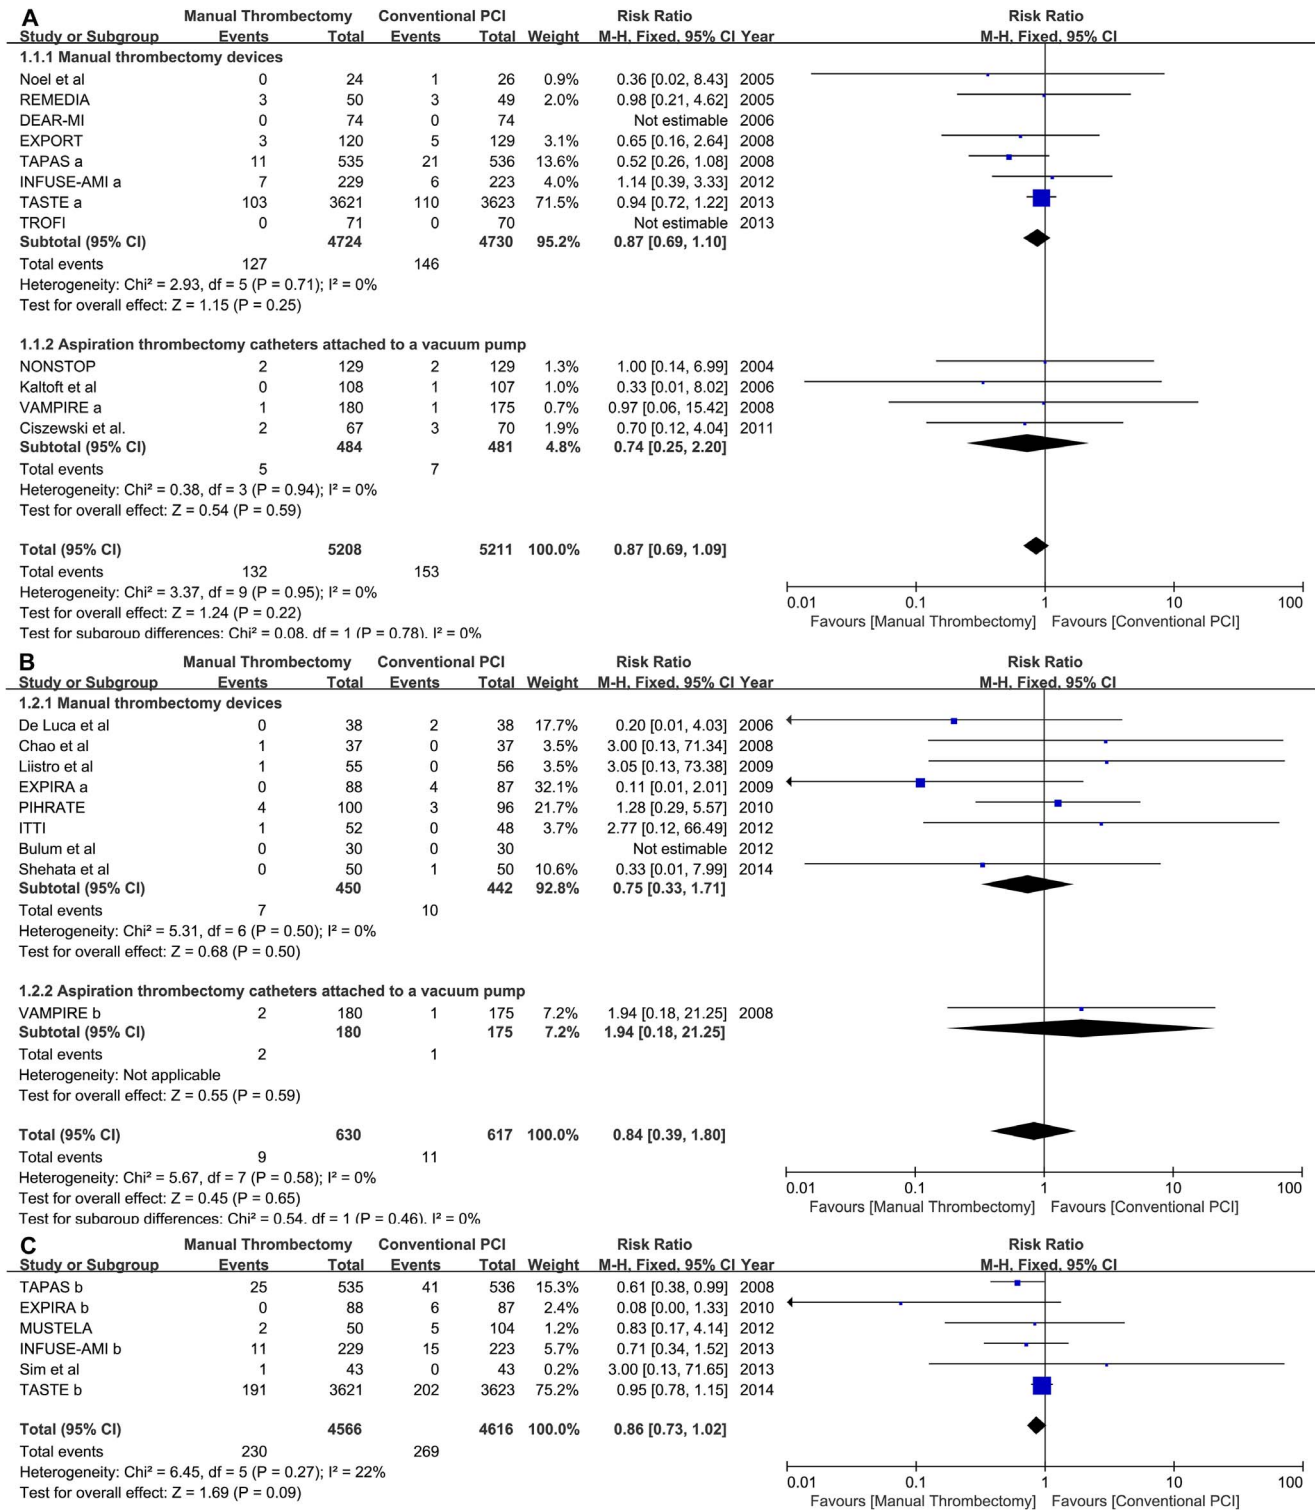 A Manual Thrombectomy Conventional PCI Risk Ratio Risk Ratio
Study or Subgroup Events Total Events Total Weight M-H, Fixed, 95% CI Year M-H, Fixed, 95% CI
1.1.1 Manual thrombectomy devices
Noel et al 0 24 1 26 0.9% 0.36 [0.02, 8.43] 2005
REMEDIA 3 50 3 49 2.0% 0.98 [0.21, 4.62] 2005
DEAR-MI 0 74 0 74 Not estimable 2006
EXPORT 3 120 5 129 3.1% 0.65 [0.16, 2.64] 2008
TAPAS a 11 535 21 536 13.6% 0.52 [0.26, 1.08] 2008
INFUSE-AMI a 7 229 6 223 4.0% 1.14 [0.39, 3.33] 2012
TASTE a 103 3621 110 3623 71.5% 0.94 [0.72, 1.22] 2013
TROFI 0 71 0 70 Not estimable 2013
Subtotal (95% CI) 4724 4730 95.2% 0.87 [0.69, 1.10]
Total events 127 146
Heterogeneity: Chi² = 2.93, df = 5 (P = 0.71); I² = 0%
Test for overall effect: Z = 1.15 (P = 0.25)
1.1.2 Aspiration thrombectomy catheters attached to a vacuum pump
NONSTOP 2 129 2 129 1.3% 1.00 [0.14, 6.99] 2004
Kaltoft et al 0 108 1 107 1.0% 0.33 [0.01, 8.02] 2006
VAMPIRE a 1 180 1 175 0.7% 0.97 [0.06, 15.42] 2008
Ciszewski et al. 2 67 3 70 1.9% 0.70 [0.12, 4.04] 2011
Subtotal (95% CI) 484 481 4.8% 0.74 [0.25, 2.20]
Total events 5 7
Heterogeneity: Chi² = 0.38, df = 3 (P = 0.94); I² = 0%
Test for overall effect: Z = 0.54 (P = 0.59)
Total (95% CI) 5208 5211 100.0% 0.87 [0.69, 1.09]
Total events 132 153
Heterogeneity: Chi² = 3.37, df = 9 (P = 0.95); I² = 0%
Test for overall effect: Z = 1.24 (P = 0.22)
Test for subgroup differences: Chi² = 0.08, df = 1 (P = 0.78), I² = 0%
0.01 0.1 1 10 100
Favours [Manual Thrombectomy] Favours [Conventional PCI]
B Manual Thrombectomy Conventional PCI Risk Ratio Risk Ratio
Study or Subgroup Events Total Events Total Weight M-H, Fixed, 95% CI Year M-H, Fixed, 95% CI
1.2.1 Manual thrombectomy devices
De Luca et al 0 38 2 38 17.7% 0.20 [0.01, 4.03] 2006
Chao et al 1 37 0 37 3.5% 3.00 [0.13, 71.34] 2008
Liistro et al 1 55 0 56 3.5% 3.05 [0.13, 73.38] 2009
EXPIRA a 0 88 4 87 32.1% 0.11 [0.01, 2.01] 2009
PIHRATE 4 100 3 96 21.7% 1.28 [0.29, 5.57] 2010
ITTI 1 52 0 48 3.7% 2.77 [0.12, 66.49] 2012
Bulum et al 0 30 0 30 Not estimable 2012
Shehata et al 0 50 1 50 10.6% 0.33 [0.01, 7.99] 2014
Subtotal (95% CI) 450 442 92.8% 0.75 [0.33, 1.71]
Total events 7 10
Heterogeneity: Chi² = 5.31, df = 6 (P = 0.50); I² = 0%
Test for overall effect: Z = 0.68 (P = 0.50)
1.2.2 Aspiration thrombectomy catheters attached to a vacuum pump
VAMPIRE b 2 180 1 175 7.2% 1.94 [0.18, 21.25] 2008
Subtotal (95% CI) 180 175 7.2% 1.94 [0.18, 21.25]
Total events 2 1
Heterogeneity: Not applicable
Test for overall effect: Z = 0.55 (P = 0.59)
Total (95% CI) 630 617 100.0% 0.84 [0.39, 1.80]
Total events 9 11
Heterogeneity: Chi² = 5.67, df = 7 (P = 0.58); I² = 0%
Test for overall effect: Z = 0.45 (P = 0.65)
Test for subgroup differences: Chi² = 0.54, df = 1 (P = 0.46), I² = 0%
0.01 0.1 1 10 100
Favours [Manual Thrombectomy] Favours [Conventional PCI]
C Manual Thrombectomy Conventional PCI Risk Ratio Risk Ratio
Study or Subgroup Events Total Events Total Weight M-H, Fixed, 95% CI Year M-H, Fixed, 95% CI
TAPAS b 25 535 41 536 15.3% 0.61 [0.38, 0.99] 2008
EXPIRA b 0 88 6 87 2.4% 0.08 [0.00, 1.33] 2010
MUSTELA 2 50 5 104 1.2% 0.83 [0.17, 4.14] 2012
INFUSE-AMI b 11 229 15 223 5.7% 0.71 [0.34, 1.52] 2013
Sim et al 1 43 0 43 0.2% 3.00 [0.13, 71.65] 2013
TASTE b 191 3621 202 3623 75.2% 0.95 [0.78, 1.15] 2014
Total (95% CI) 4566 4616 100.0% 0.86 [0.73, 1.02]
Total events 230 269
Heterogeneity: Chi² = 6.45, df = 5 (P = 0.27); I² = 22%
Test for overall effect: Z = 1.69 (P = 0.09)
0.01 0.1 1 10 100
Favours [Manual Thrombectomy] Favours [Conventional PCI]